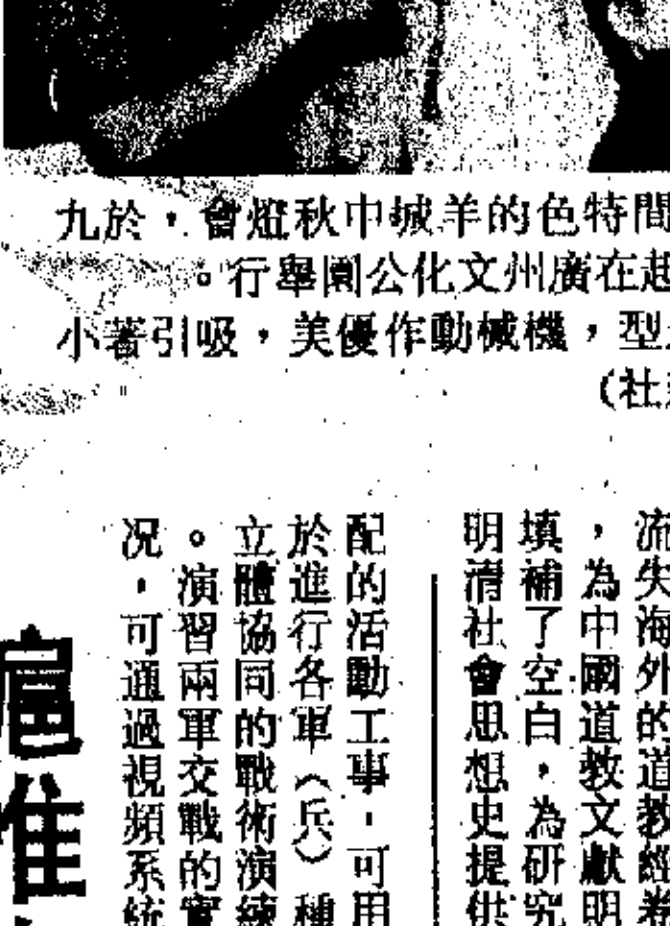 間特色的羊城中秋燈會，於九
起在廣州文化公園舉行。
型，機械動作優美，吸引著小
社)
流失海外的道教經卷
，為中國道教文獻明
填補了空白，為研究
明清社會思想史提供
配的活動工事，可用
於進行各軍（兵）種
立體協同的戰術演練
。演習兩軍交戰的實
况，可通過視頻系統